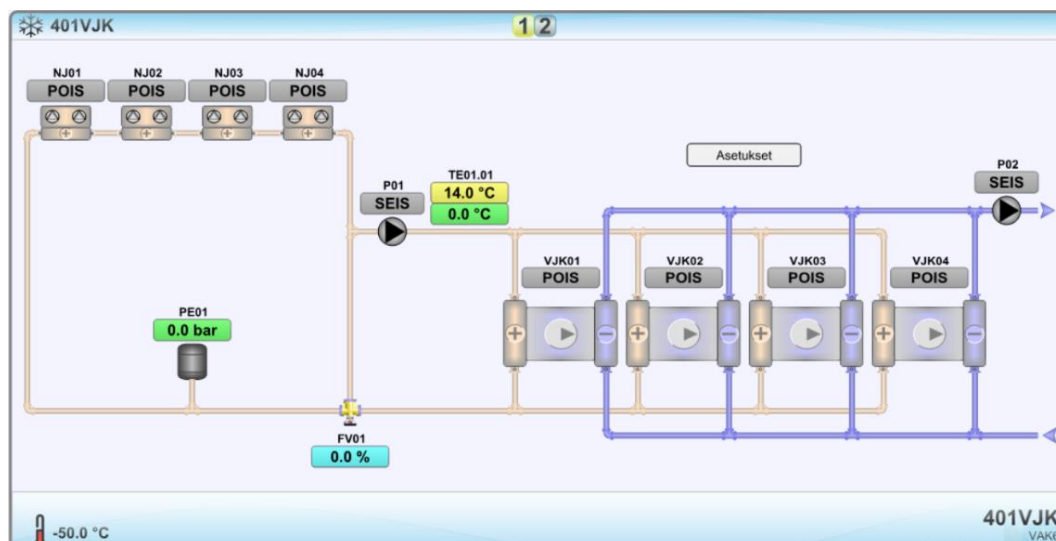 401VJK
1 2
NJ01 NJ02 NJ03 NJ04
POIS POIS POIS POIS
Asetukset
P01
SEIS
TE01.01
14.0 °C
0.0 °C
P02
SEIS
VJK01 VJK02 VJK03 VJK04
POIS POIS POIS POIS
PE01
0.0 bar
FV01
0.0 %
-50.0 °C
401VJK